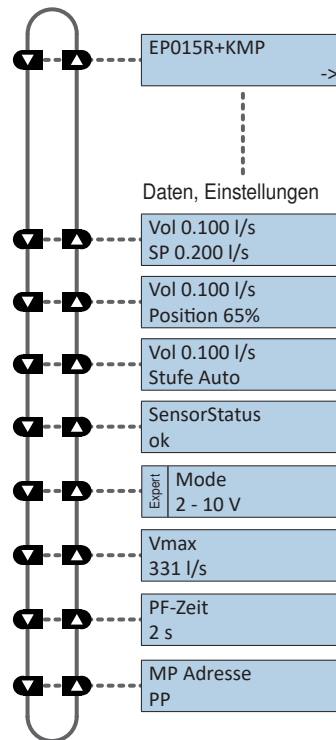 EP015R+KMP
->
Daten, Einstellungen
Vol 0.100 l/s
SP 0.200 l/s
Vol 0.100 l/s
Position 65%
Vol 0.100 l/s
Stufe Auto
SensorStatus
ok
Expert
Mode
2 - 10 V
Vmax
331 l/s
PF-Zeit
2 s
MP Adresse
PP